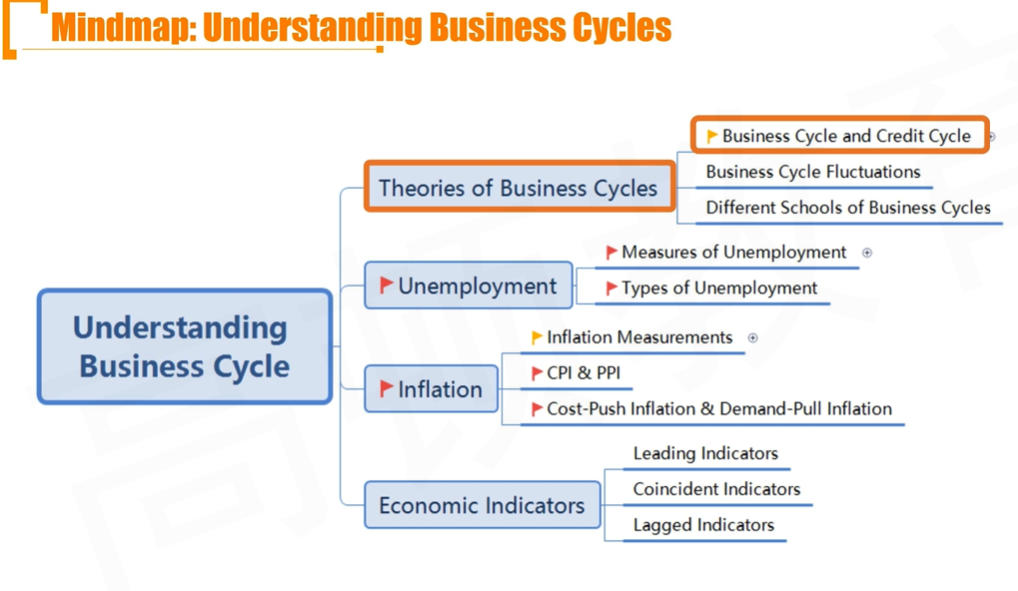 Mindmap: Understanding Business Cycles
Business Cycle and Credit Cycle
Theories of Business Cycles
Business Cycle Fluctuations
Different Schools of Business Cycles
Measures of Unemployment
Unemployment
Types of Unemployment
Understanding
Business Cycle
Inflation Measurements
Inflation
CPI & PPI
Cost-Push Inflation & Demand-Pull Inflation
Leading Indicators
Economic Indicators
Coincident Indicators
Lagged Indicators